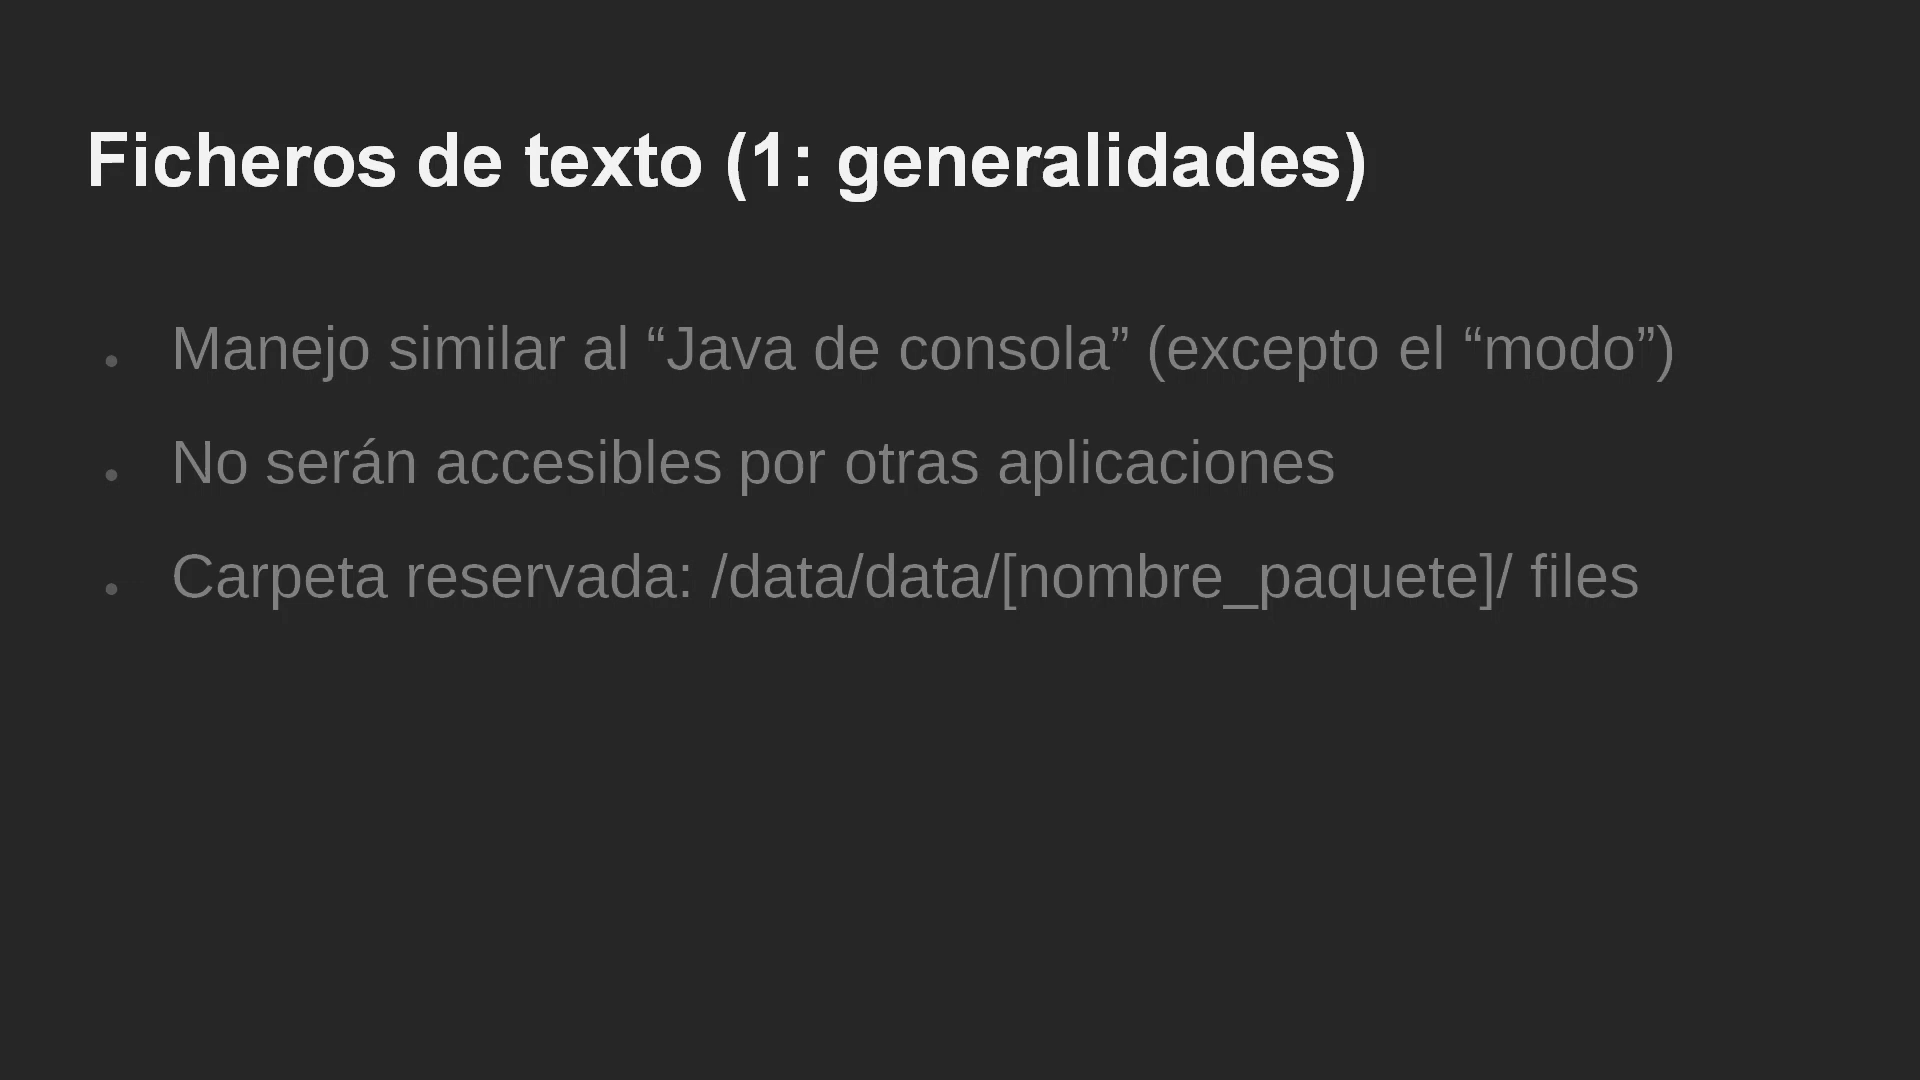 Ficheros de texto (1: generalidades)
• Manejo similar al “Java de consola” (excepto el “modo”)
• No serán accesibles por otras aplicaciones
• Carpeta reservada: /data/data/[nombre_paquete]/ files